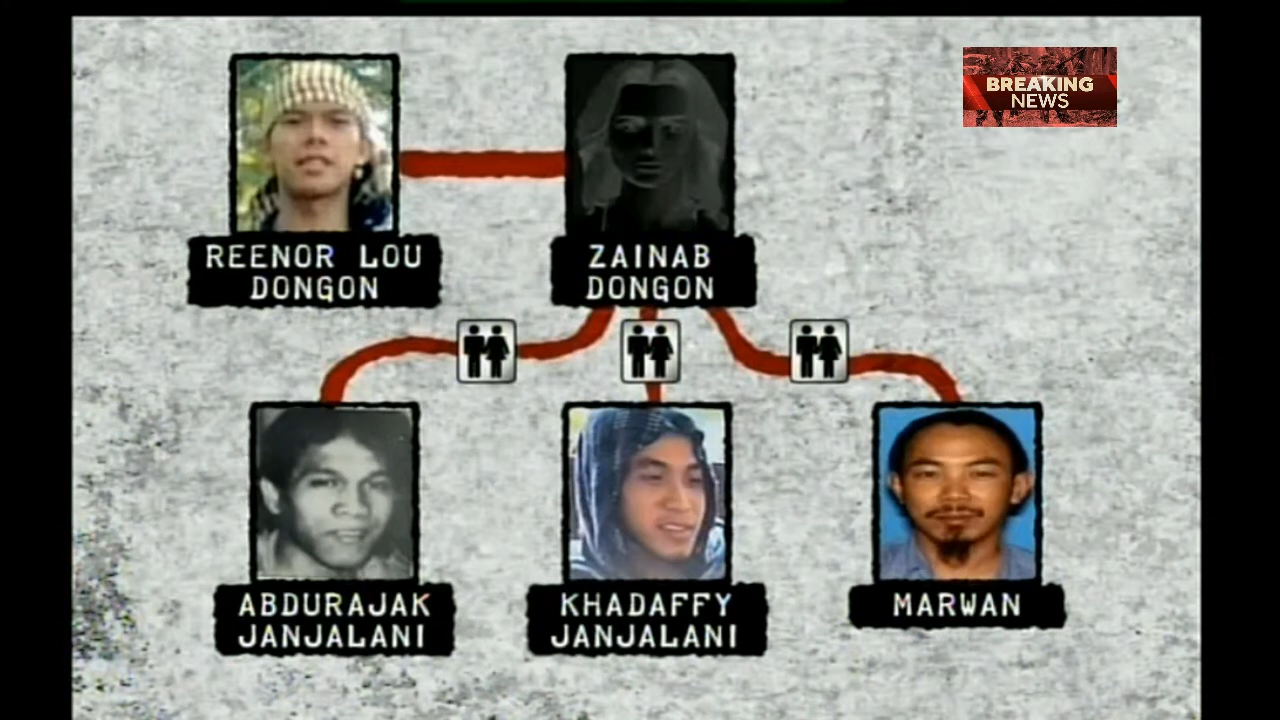 BREAKING
NEWS
REENOR LOU
DONGON
ZAINAB
DONGON
ABDURAJAK
JANJALANI
KHADAFFY
JANJALANI
MARWAN